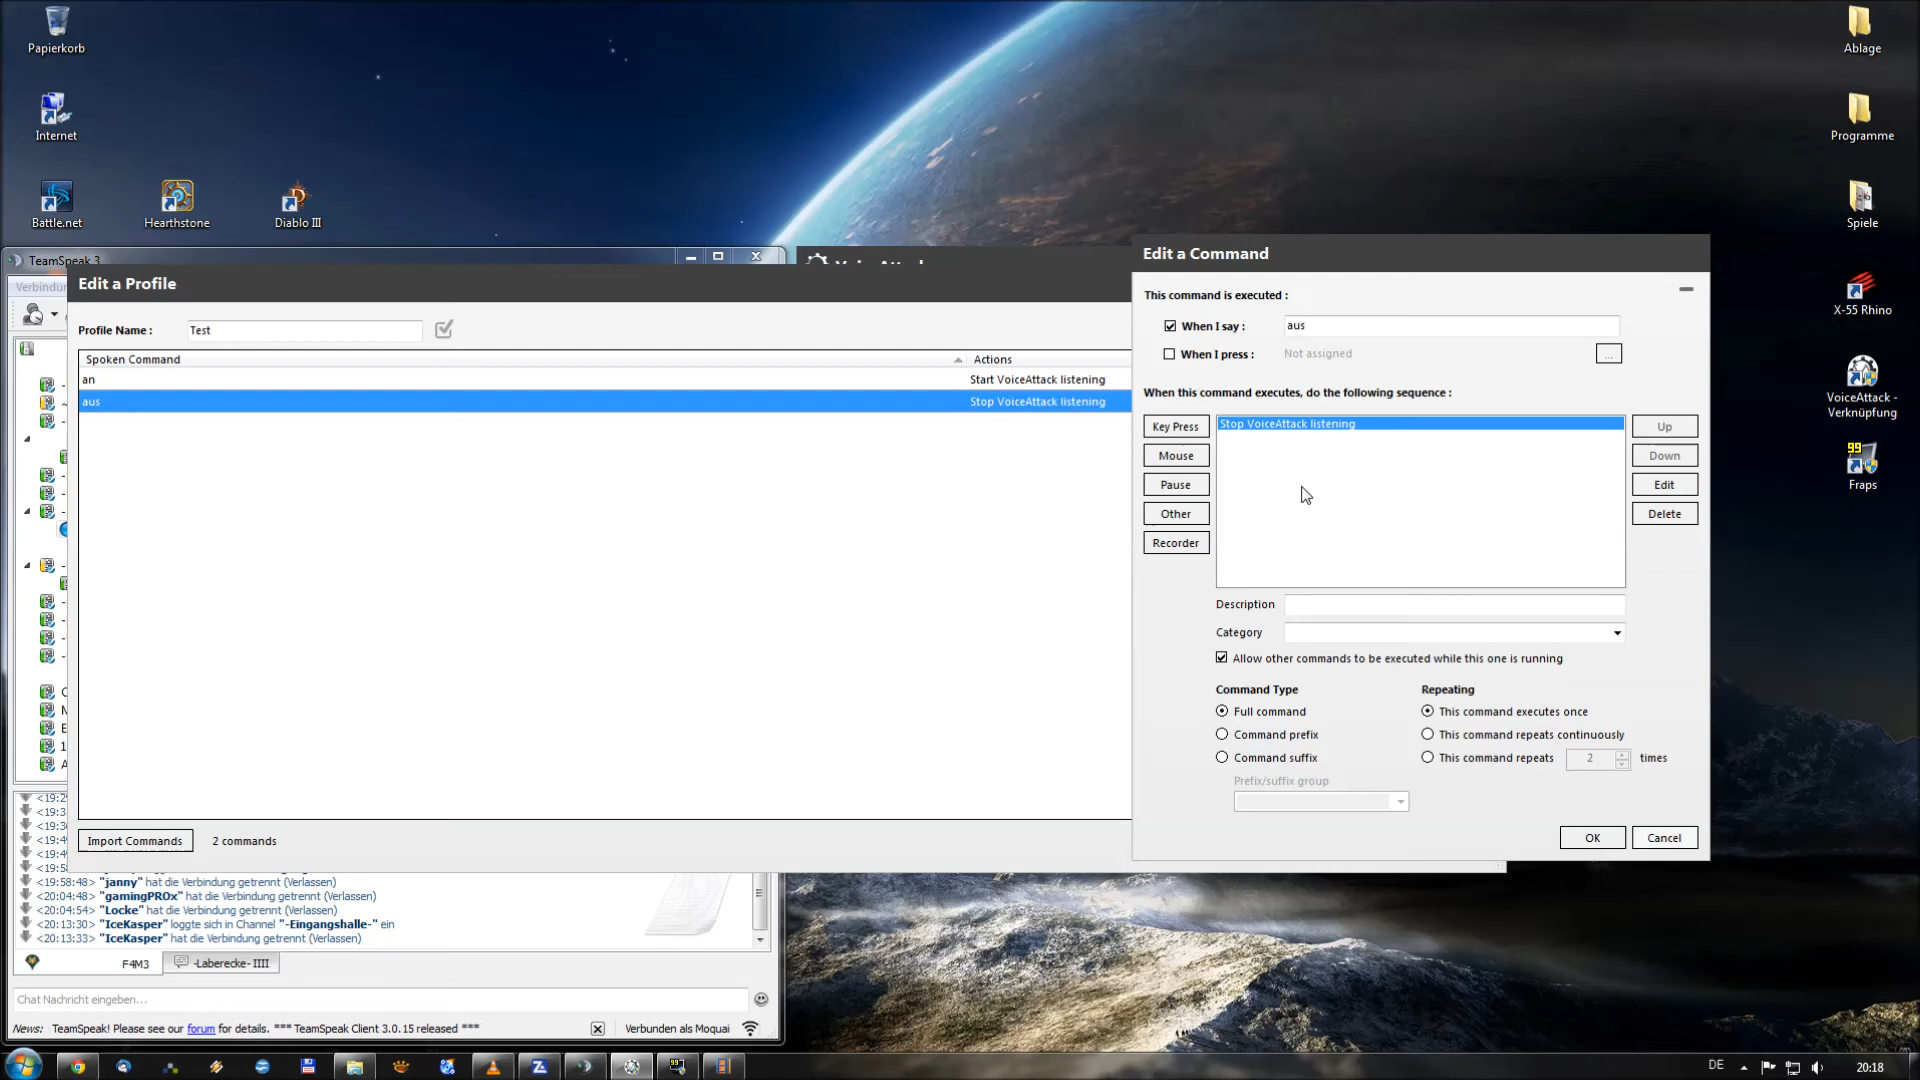 Papierkorb
Internet
Battle.net
Hearthstone
Diablo III
Ablage
Programme
Spiele
X-55 Rhino
VoiceAttack -
Verknüpfung
Fraps
TeamSpeak 3
Edit a Profile
Profile Name :
Test
Spoken Command
Actions
an
Start VoiceAttack listening
aus
Stop VoiceAttack listening
Import Commands
2 commands
Edit a Command
This command is executed :
When I say :
aus
When I press :
Not assigned
...
When this command executes, do the following sequence :
Key Press
Mouse
Pause
Other
Recorder
Stop VoiceAttack listening
Up
Down
Edit
Delete
Description
Category
Allow other commands to be executed while this one is running
Command Type
Full command
Command prefix
Command suffix
Prefix/suffix group
Repeating
This command executes once
This command repeats continuously
This command repeats
2
times
OK
Cancel
<19:58:48> "janny" hat die Verbindung getrennt (Verlassen)
<20:04:48> "gamingPROx" hat die Verbindung getrennt (Verlassen)
<20:04:54> "Locke" hat die Verbindung getrennt (Verlassen)
<20:13:30> "IceKasper" loggte sich in Channel "-Eingangshalle-" ein
<20:13:33> "IceKasper" hat die Verbindung getrennt (Verlassen)
F4M3
-Laberecke- IIII
Chat Nachricht eingeben...
News: TeamSpeak! Please see our forum for details. *** TeamSpeak Client 3.0.15 released ***
Verbunden als Moquai
DE
20:18